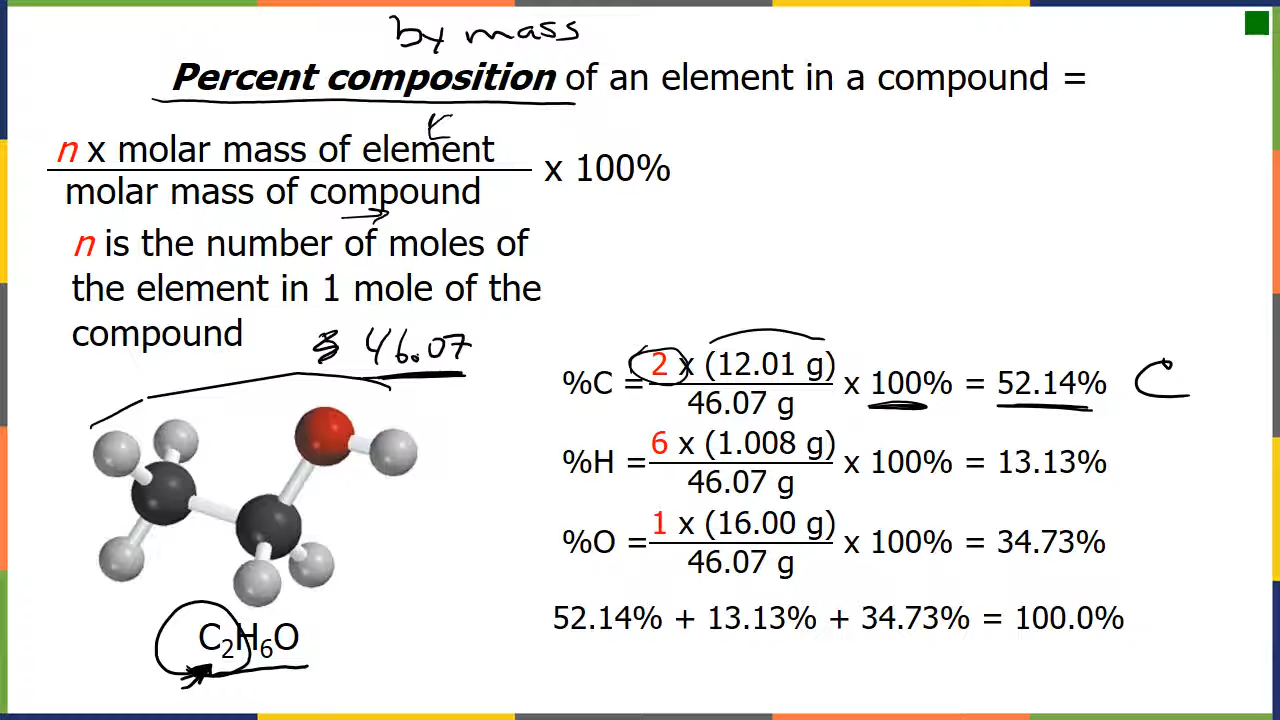 by mass
Percent composition of an element in a compound =
n x molar mass of element
molar mass of compound
x 100%
n is the number of moles of
the element in 1 mole of the
compound
46.07
%C = 2 x (12.01 g) / 46.07 g x 100% = 52.14% C
%H = 6 x (1.008 g) / 46.07 g x 100% = 13.13%
%O = 1 x (16.00 g) / 46.07 g x 100% = 34.73%
52.14% + 13.13% + 34.73% = 100.0%
C₂H₆O